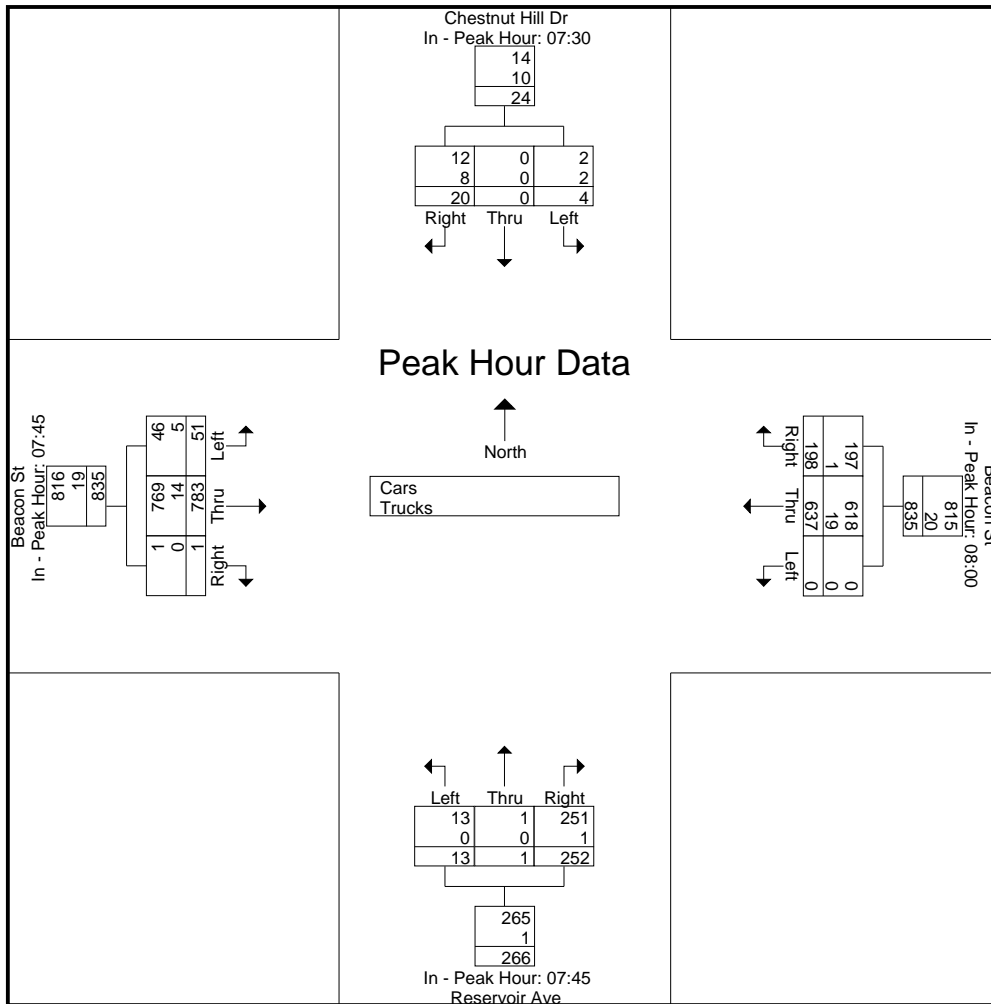 Chestnut Hill Dr
In - Peak Hour: 07:30
14
10
24
12 0 2
8 0 2
20 0 4
Right Thru Left
Peak Hour Data
North
Cars
Trucks
Beacon St
In - Peak Hour: 07:45
816
19
835
46 769 1
5 14 0
51 783 1
Left Thru Right
Beacon St
In - Peak Hour: 08:00
815
20
835
197 618 0
1 19 0
198 637 0
Right Thru Left
Left Thru Right
13 1 251
0 0 1
13 1 252
265
1
266
In - Peak Hour: 07:45
Reservoir Ave